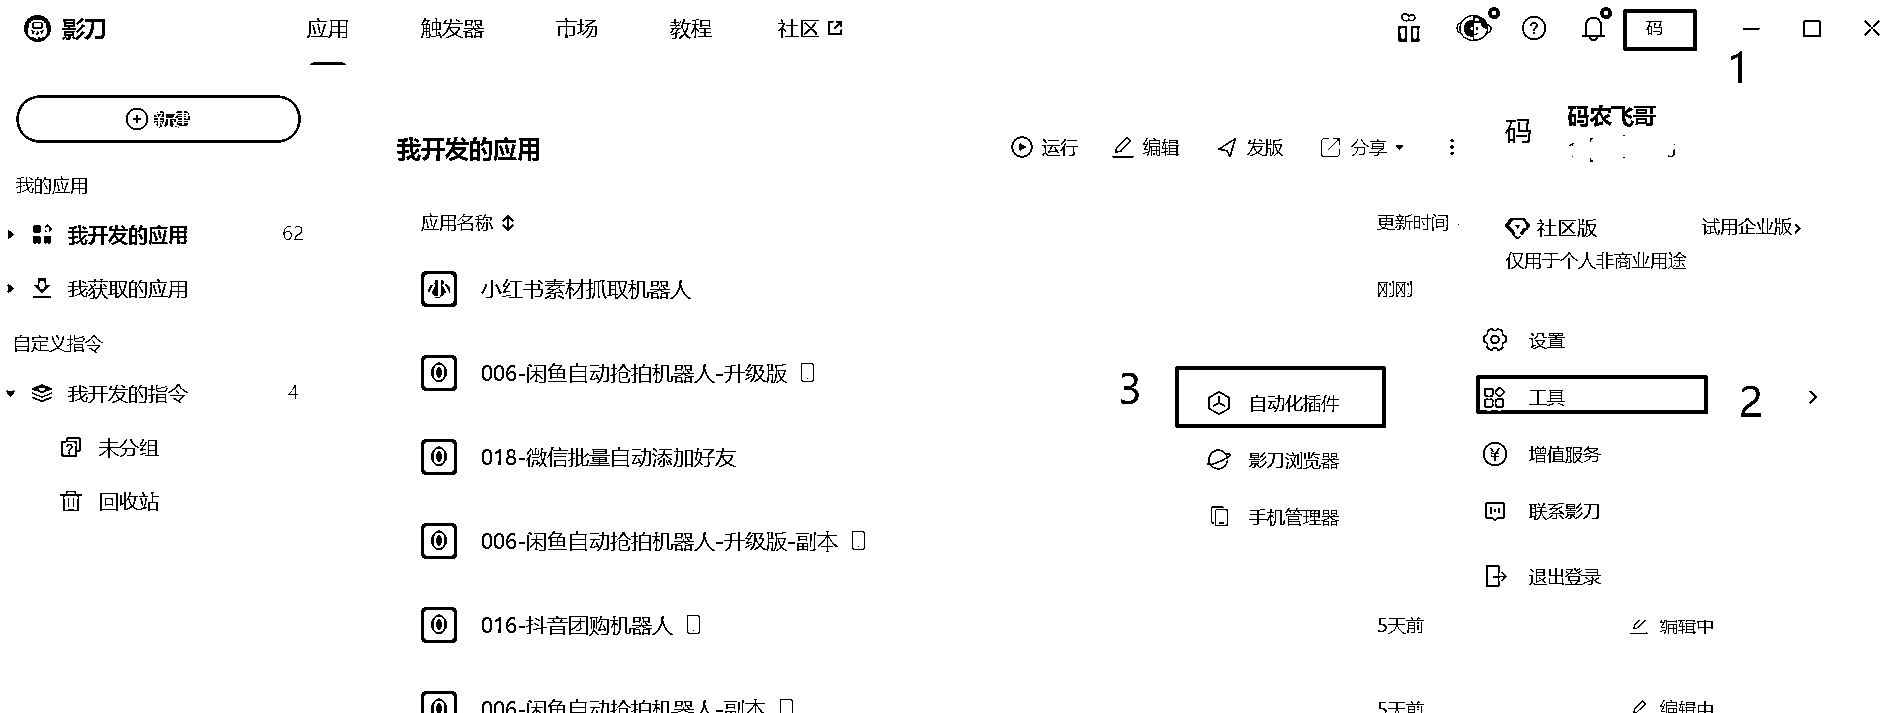 影刀
应用
触发器
市场
教程
社区
码
1
新建
我的应用
我开发的应用 62
我获取的应用
自定义指令
我开发的指令 4
未分组
回收站
我开发的应用
运行
编辑
发版
分享
应用名称
更新时间
小红书素材抓取机器人
刚刚
006-闲鱼自动抢拍机器人-升级版
018-微信批量自动添加好友
006-闲鱼自动抢拍机器人-升级版-副本
016-抖音团购机器人
5天前
编辑中
006-闲鱼自动抢拍机器人-副本
5天前
编辑中
码
码农飞哥
社区版
试用企业版
仅用于个人非商业用途
设置
工具
2
增值服务
联系影刀
退出登录
3
自动化插件
影刀浏览器
手机管理器